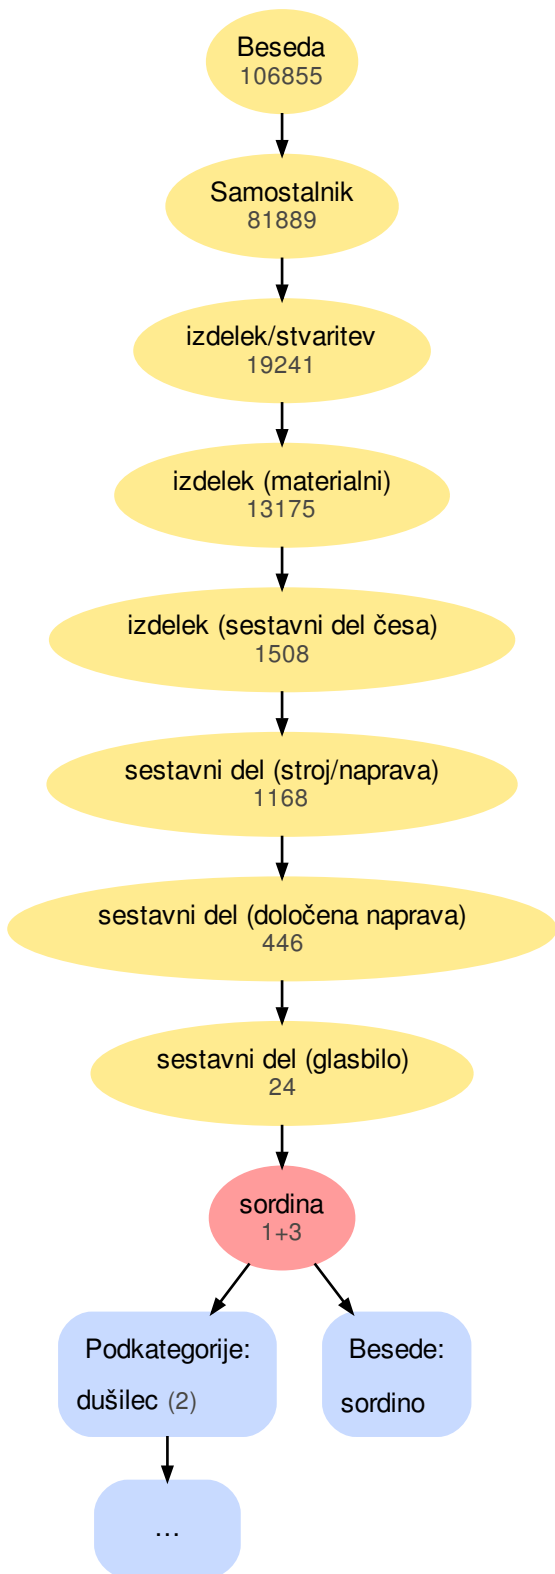 Beseda
106855
Samostalnik
81889
izdelek/stvaritev
19241
izdelek (materialni)
13175
izdelek (sestavni del česa)
1508
sestavni del (stroj/naprava)
1168
sestavni del (določena naprava)
446
sestavni del (glasbilo)
24
sordina
1+3
Podkategorije:
dušilec (2)
Besede:
sordino
...